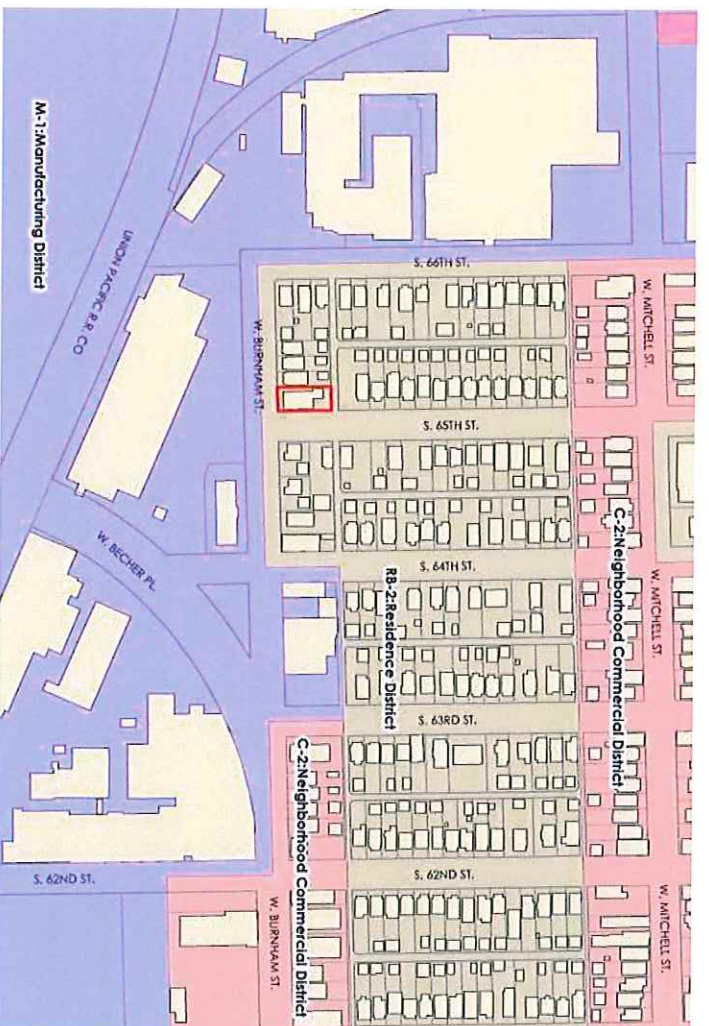 M-1:Manufacturing District
UNION PACIFIC R.R. CO
S. 66TH ST.
W. MITCHELL ST.
W. BURNHAM ST.
S. 65TH ST.
C-2:Neighborhood Commercial District
W. BECHER PL.
S. 64TH ST.
W. MITCHELL ST.
RB-2:Residence District
S. 63RD ST.
C-2:Neighborhood Commercial District
S. 62ND ST.
S. 62ND ST.
W. MITCHELL ST.
W. BURNHAM ST.